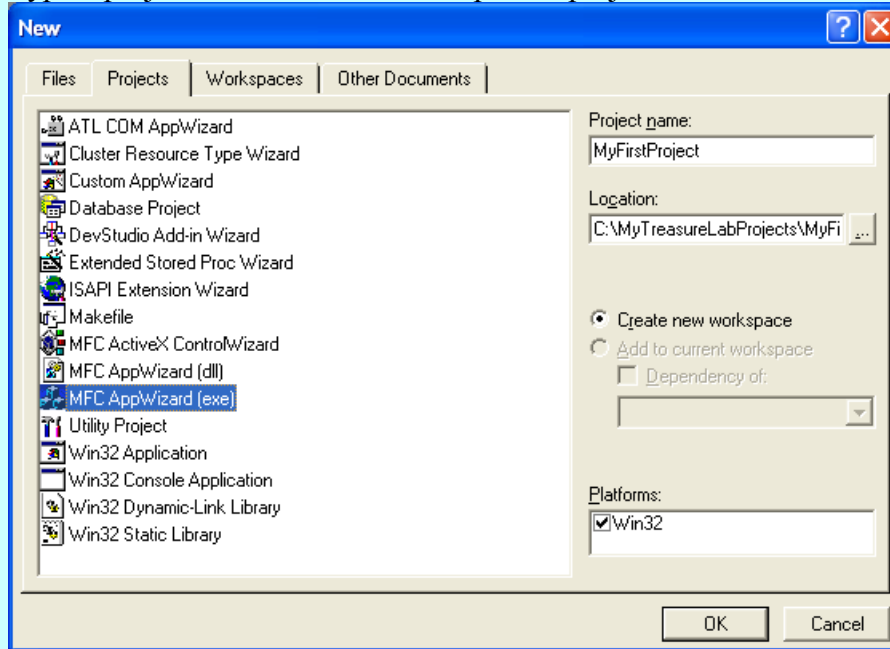 New
Files Projects Workspaces Other Documents
ATL COM AppWizard
Cluster Resource Type Wizard
Custom AppWizard
Database Project
DevStudio Add-in Wizard
Extended Stored Proc Wizard
ISAPI Extension Wizard
Makefile
MFC ActiveX ControlWizard
MFC AppWizard (dll)
MFC AppWizard (exe)
Utility Project
Win32 Application
Win32 Console Application
Win32 Dynamic-Link Library
Win32 Static Library
Project name:
MyFirstProject
Location:
C:\MyTreasureLabProjects\MyFi ...
Create new workspace
Add to current workspace
Dependency of:
Platforms:
Win32
OK Cancel